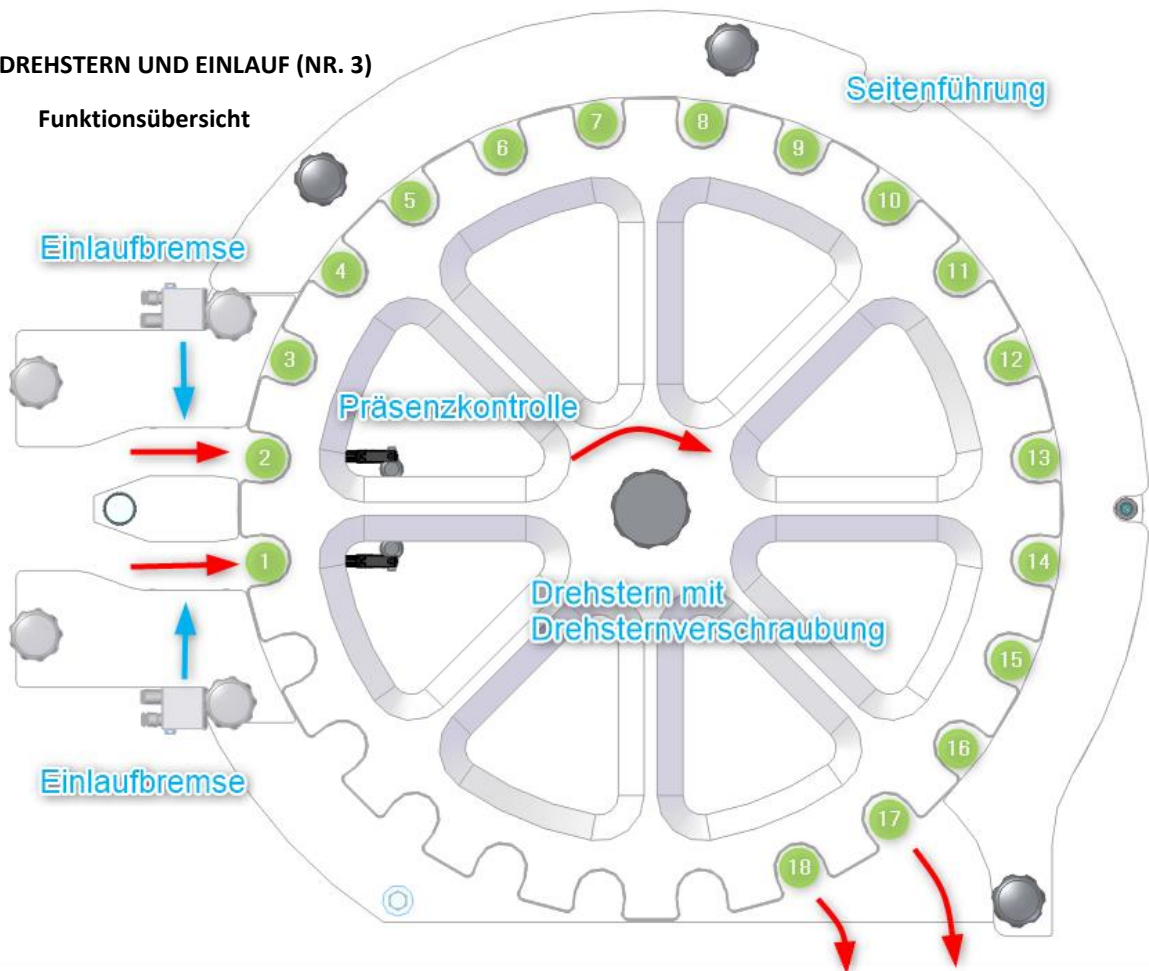 DREHSTERN UND EINLAUF (NR. 3)
Funktionsübersicht
Seitenführung
Einlaufbremse
Präsenzkontrolle
Drehstern mit
Drehsternverschraubung
Einlaufbremse
1
2
3
4
5
6
7
8
9
10
11
12
13
14
15
16
17
18